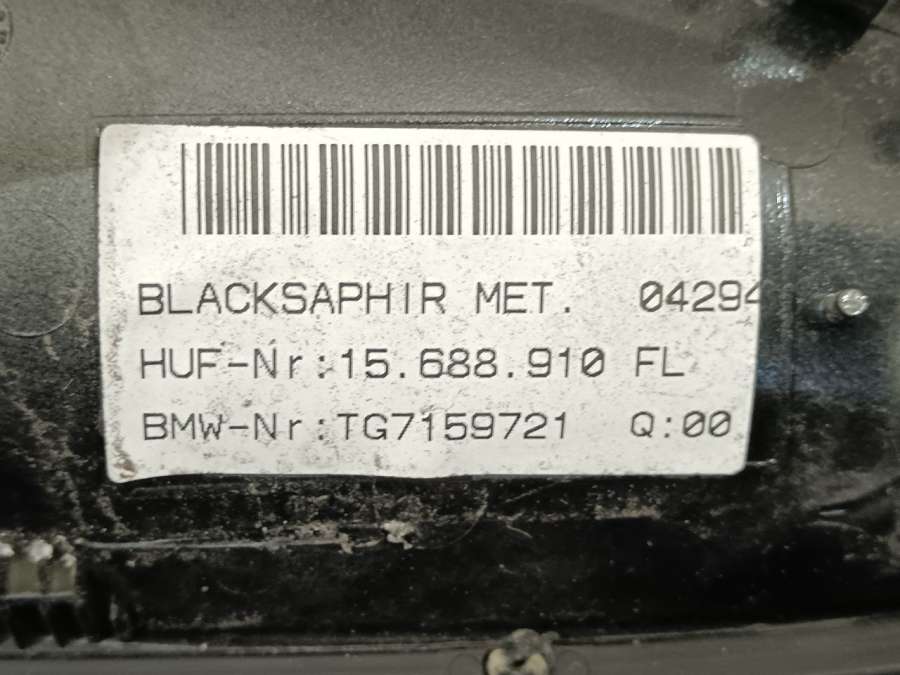 BLACKSAPHIR MET. 04294
HUF-Nr:15.688.910 FL
BMW-Nr:TG7159721 Q:00